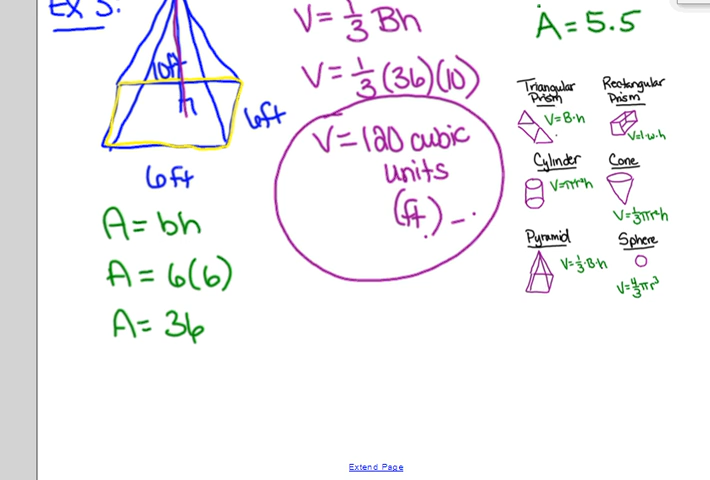 Ex 3:
10ft
h
6ft
6ft
A = bh
A = 6(6)
A = 36
V = 1/3 Bh
V = 1/3 (36)(10)
V = 120 cubic
units
(ft)
A = 5.5
Triangular
Prism
V=B·h
Rectangular
Prism
V=l·w·h
Cylinder
V=πr²h
Cone
V=1/3πr²h
Pyramid
V=1/3·B·h
Sphere
V=4/3πr³
Extend Page